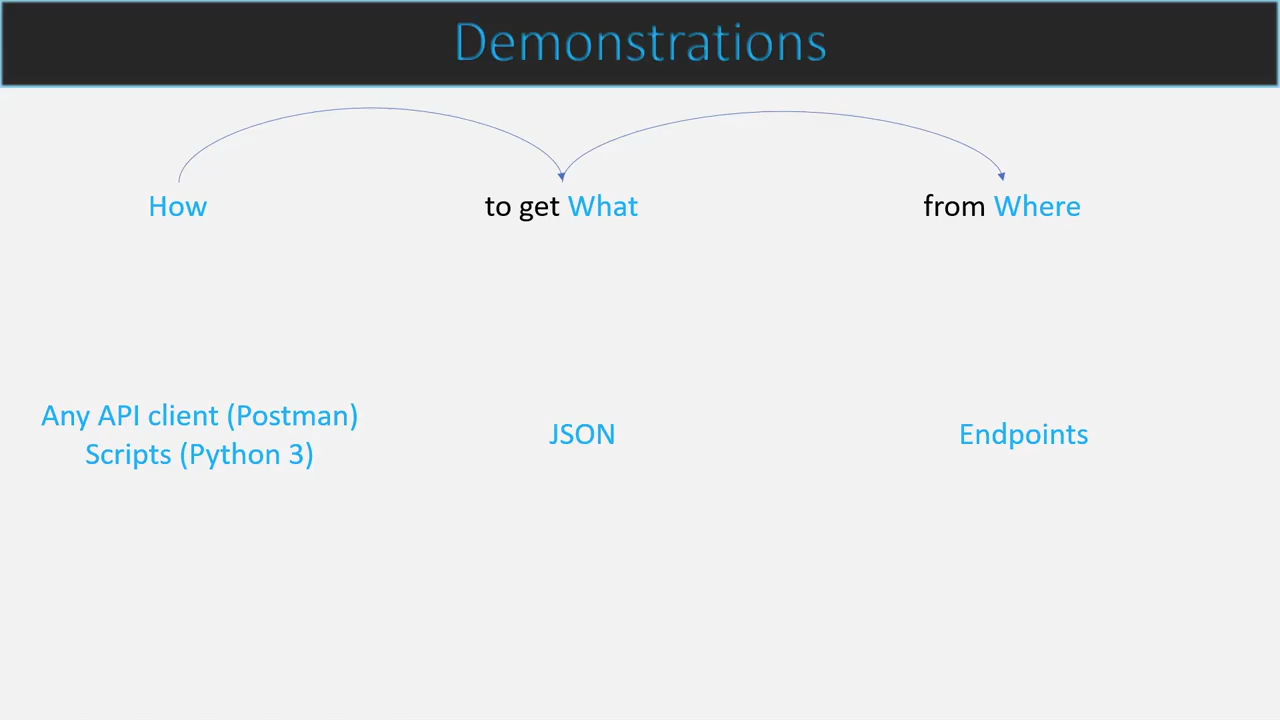 Demonstrations
How
to get What
from Where
Any API client (Postman)
Scripts (Python 3)
JSON
Endpoints